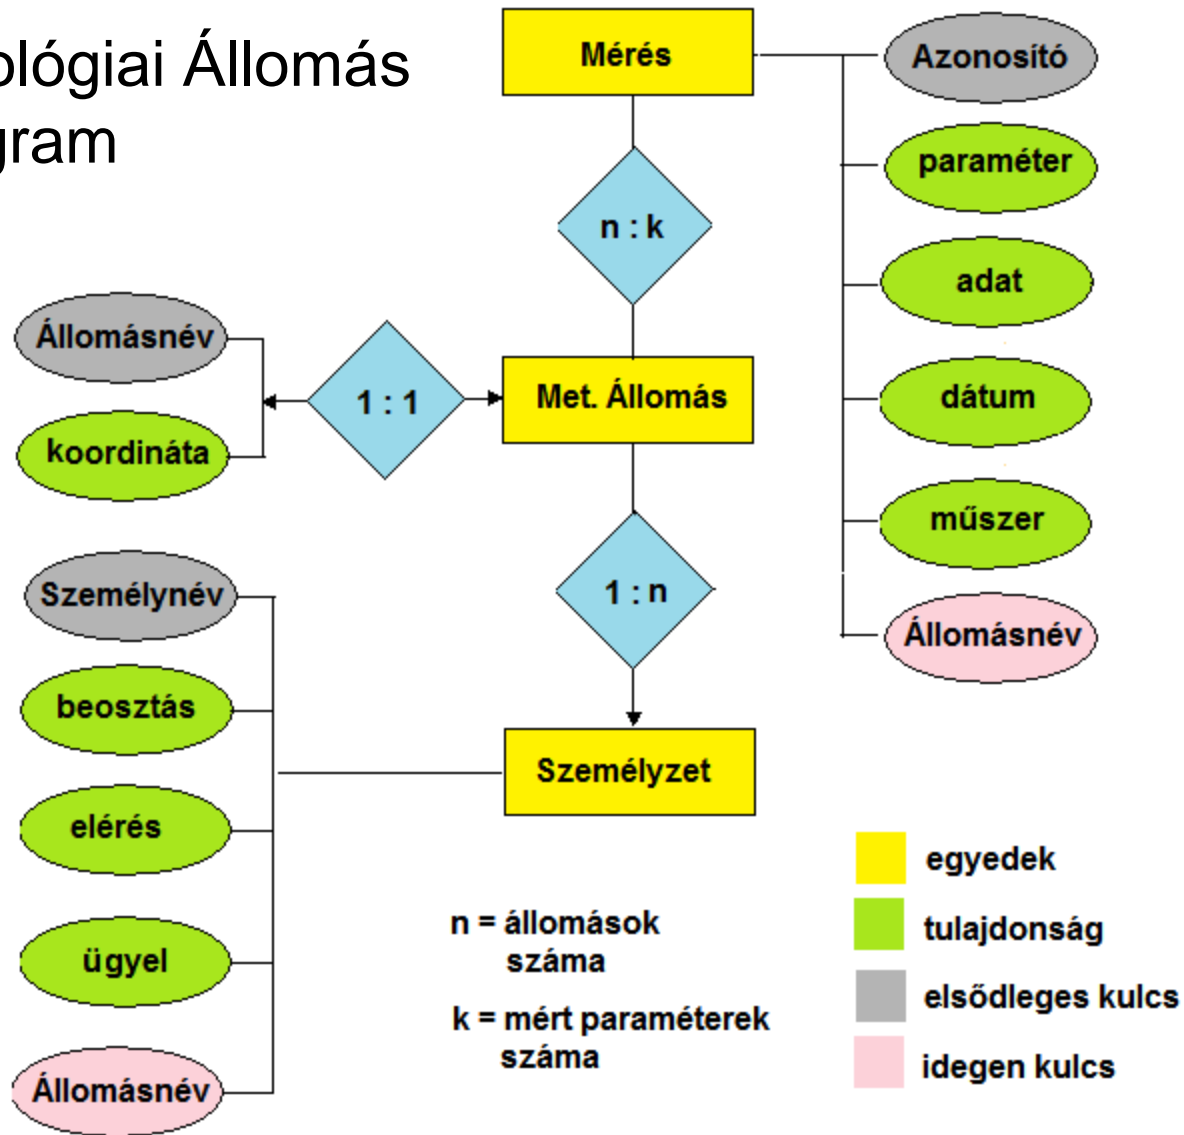 ológiai Állomás
gram
Mérés
n : k
Azonosító
paraméter
adat
dátum
műszer
Állomásnév
Állomásnév
koordináta
1 : 1
Met. Állomás
1 : n
Személynév
beosztás
elérés
ügyel
Állomásnév
Személyzet
n = állomások
száma
k = mért paraméterek
száma
egyedek
tulajdonság
elsődleges kulcs
idegen kulcs